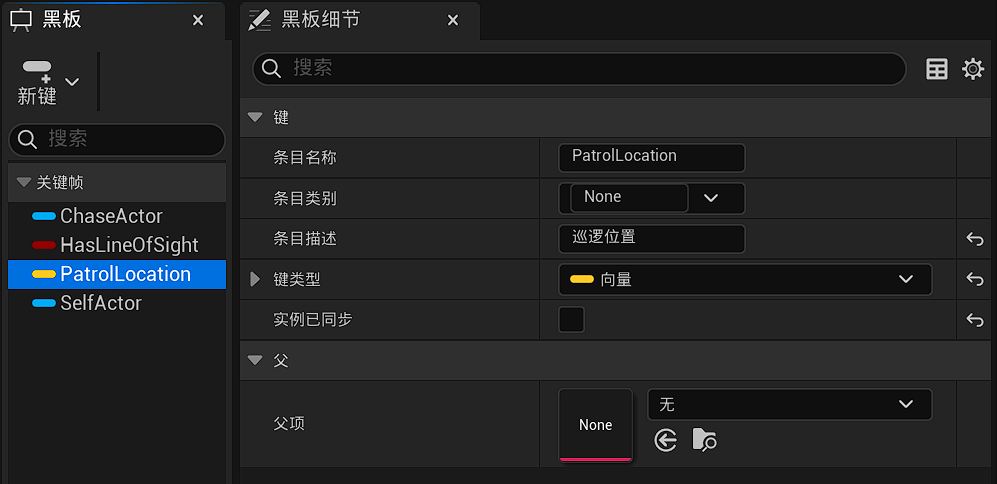 黑板
新键
搜索
关键帧
ChaseActor
HasLineOfSight
PatrolLocation
SelfActor
黑板细节
搜索
键
条目名称 PatrolLocation
条目类别 None
条目描述 巡逻位置
键类型 向量
实例已同步
父
父项 None 无